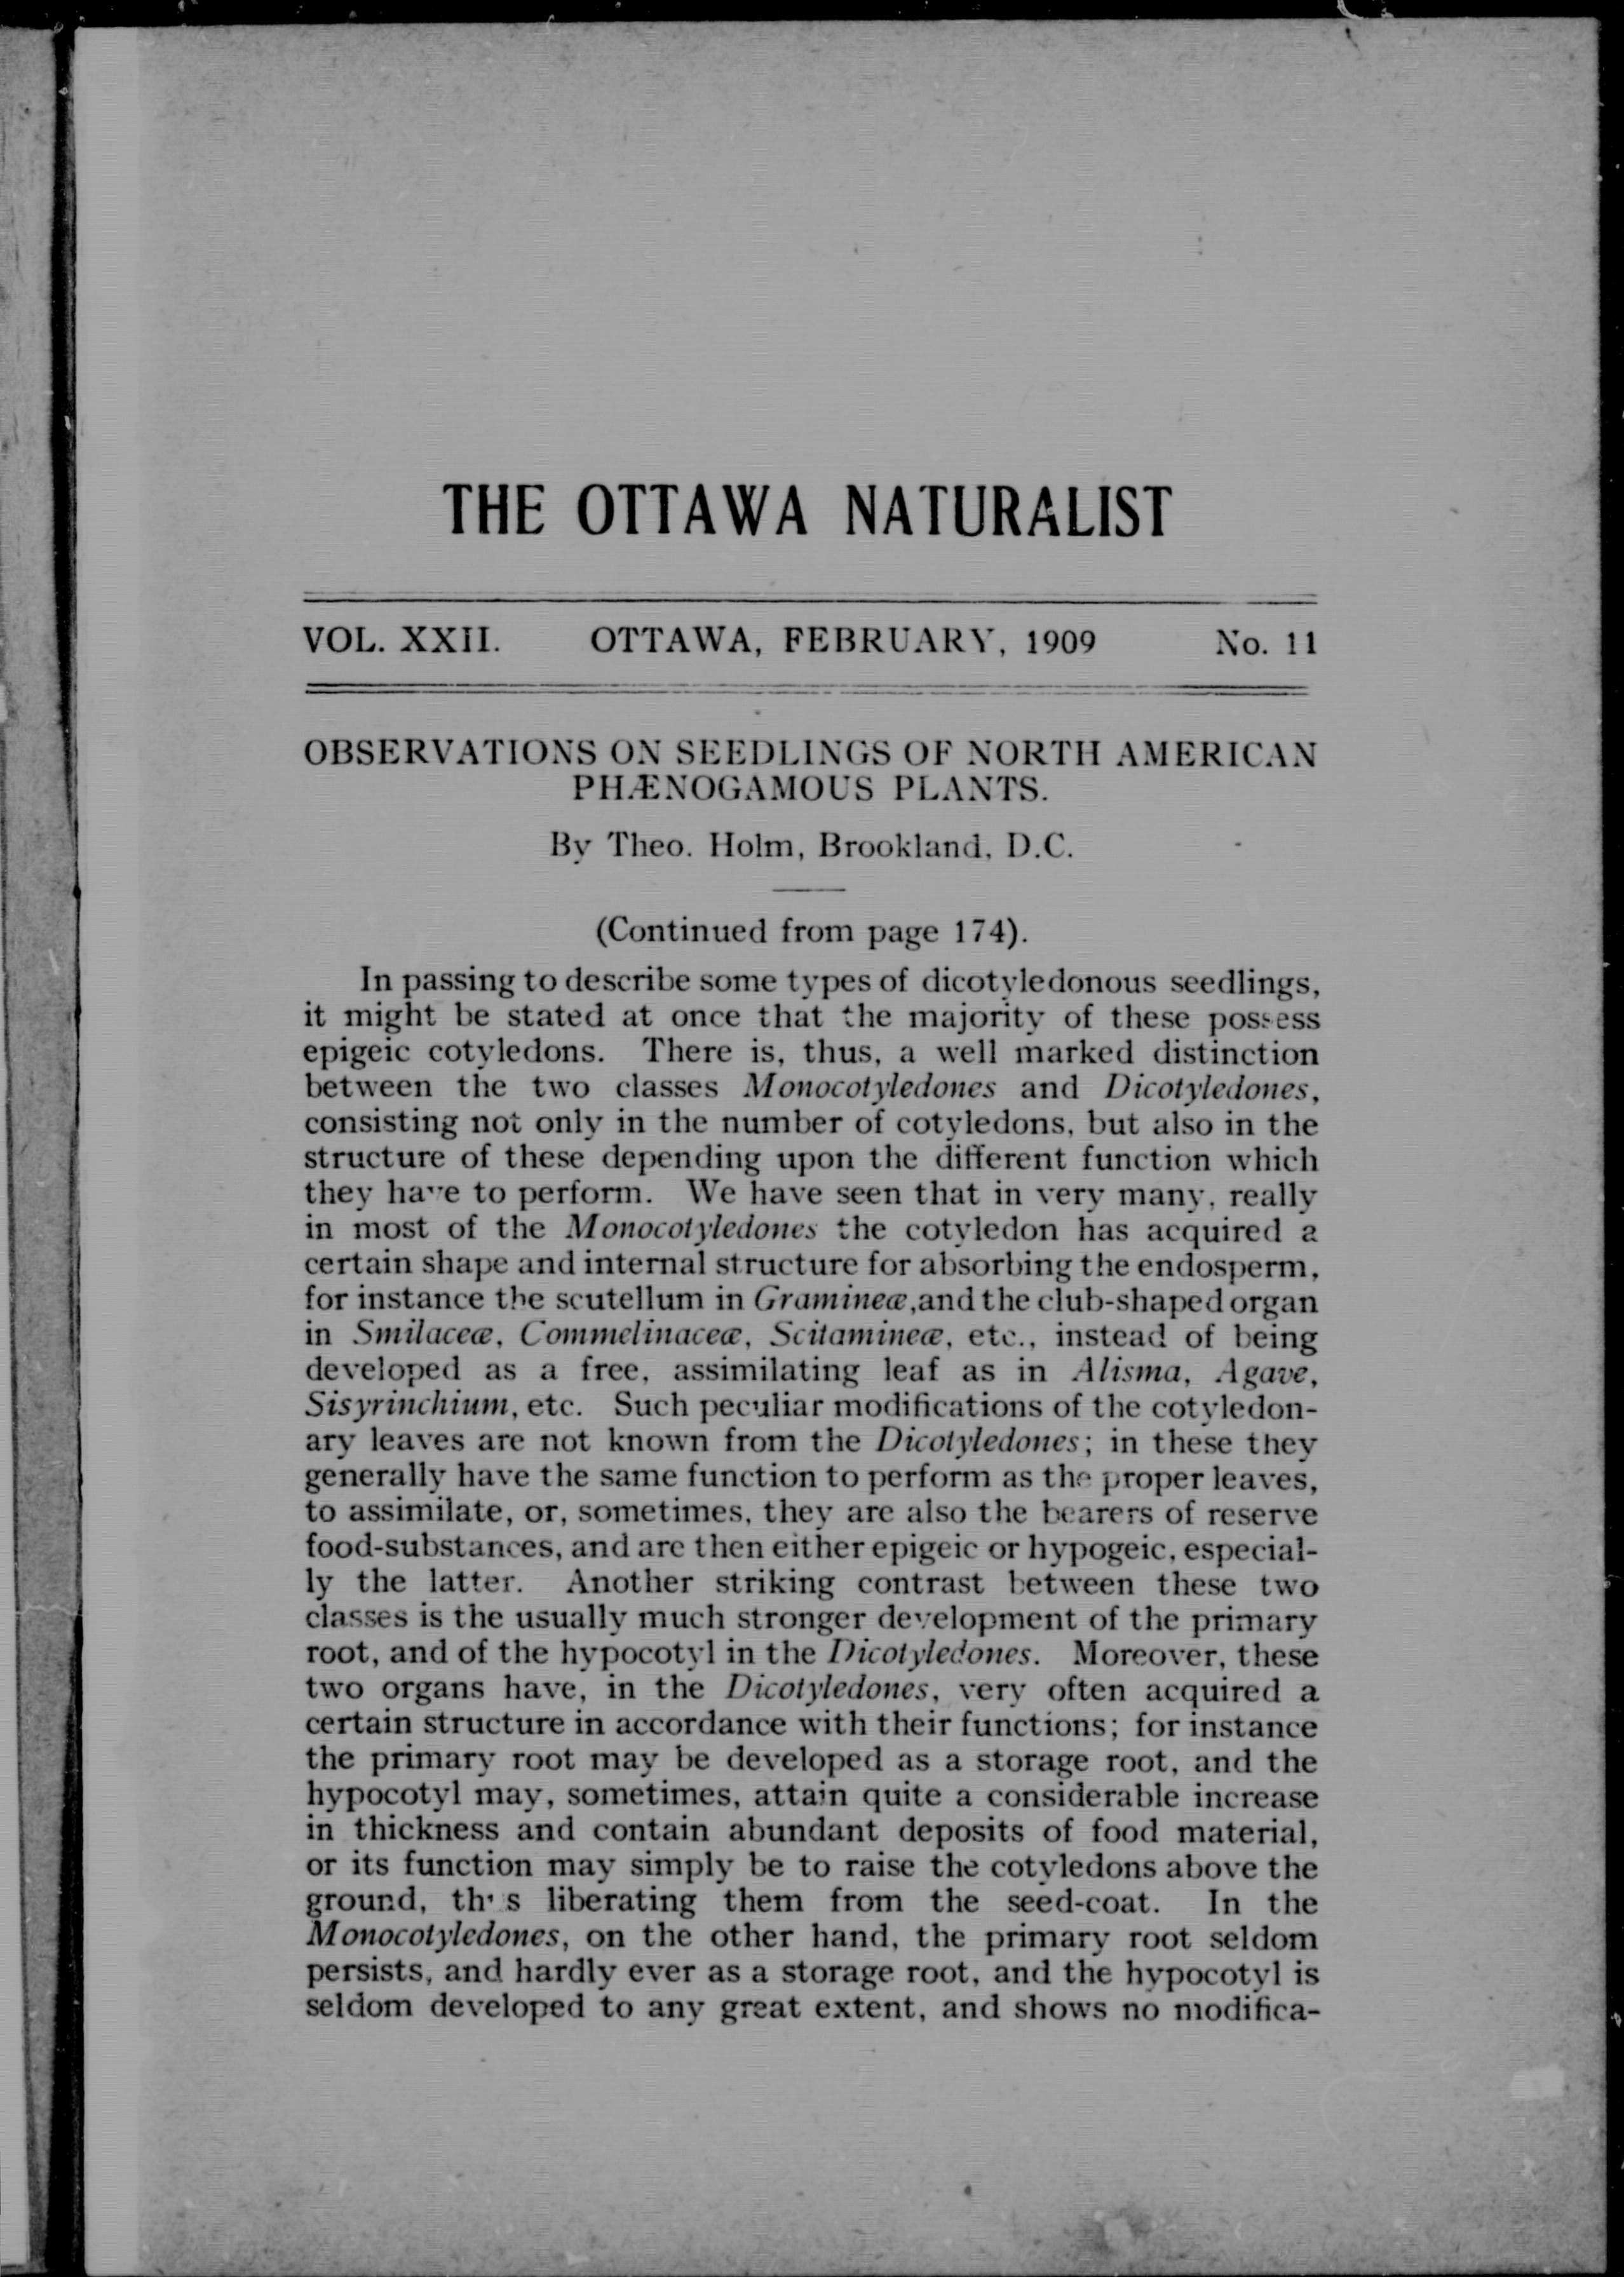 THE OTTAWA NATURALIST
VOL. XXII. OTTAWA, FEBRUARY, 1909 No. 11
OBSERVATIONS ON SEEDLINGS OF NORTH AMERICAN
PHÆNOGAMOUS PLANTS.
By Theo. Holm, Brookland, D.C.
(Continued from page 174).
In passing to describe some types of dicotyledonous seedlings,
it might be stated at once that the majority of these possess
epigeic cotyledons. There is, thus, a well marked distinction
between the two classes Monocotyledones and Dicotyledones,
consisting not only in the number of cotyledons, but also in the
structure of these depending upon the different function which
they have to perform. We have seen that in very many, really
in most of the Monocotyledones the cotyledon has acquired a
certain shape and internal structure for absorbing the endosperm,
for instance the scutellum in Gramineæ,and the club-shaped organ
in Smilaceæ, Commelinaceæ, Scitamineæ, etc., instead of being
developed as a free, assimilating leaf as in Alisma, Agave,
Sisyrinchium, etc. Such peculiar modifications of the cotyledon-
ary leaves are not known from the Dicotyledones; in these they
generally have the same function to perform as the proper leaves,
to assimilate, or, sometimes, they are also the bearers of reserve
food-substances, and are then either epigeic or hypogeic, especial-
ly the latter. Another striking contrast between these two
classes is the usually much stronger development of the primary
root, and of the hypocotyl in the Dicotyledones. Moreover, these
two organs have, in the Dicotyledones, very often acquired a
certain structure in accordance with their functions; for instance
the primary root may be developed as a storage root, and the
hypocotyl may, sometimes, attain quite a considerable increase
in thickness and contain abundant deposits of food material,
or its function may simply be to raise the cotyledons above the
ground, thus liberating them from the seed-coat. In the
Monocotyledones, on the other hand, the primary root seldom
persists, and hardly ever as a storage root, and the hypocotyl is
seldom developed to any great extent, and shows no modifica-